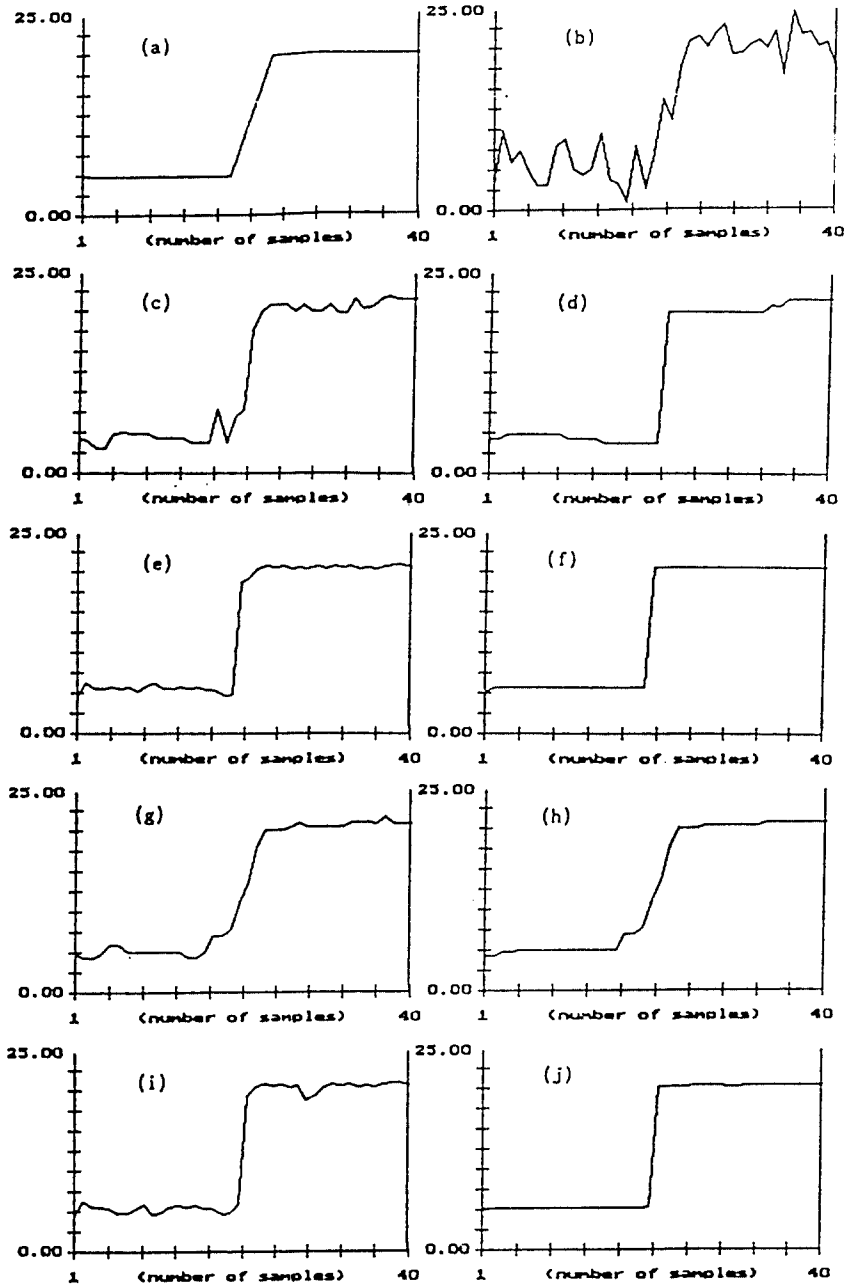 25.00
(a)
0.00
1 (number of samples) 40
25.00
(b)
0.00
1 (number of samples) 40
25.00
(c)
0.00
1 (number of samples) 40
25.00
(d)
0.00
1 (number of samples) 40
25.00
(e)
0.00
1 (number of samples) 40
25.00
(f)
0.00
1 (number of samples) 40
25.00
(g)
0.00
1 (number of samples) 40
25.00
(h)
0.00
1 (number of samples) 40
25.00
(i)
0.00
1 (number of samples) 40
25.00
(j)
0.00
1 (number of samples) 40